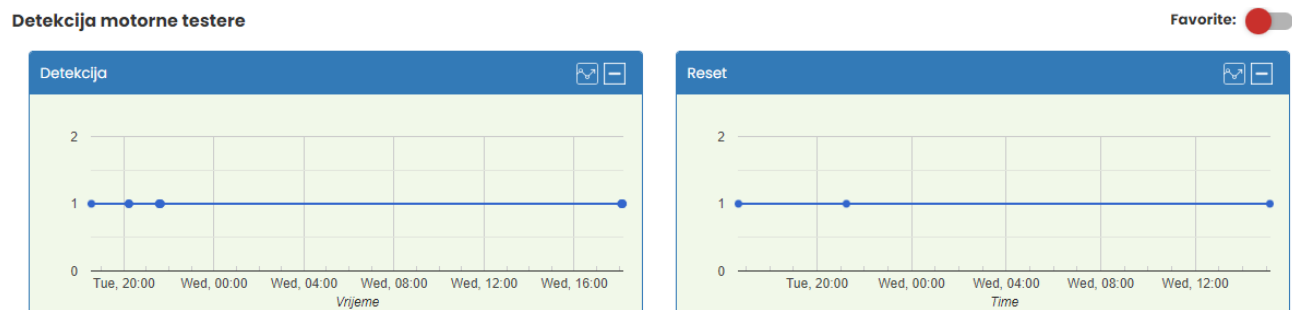 Detekcija motorne testere
Favorite:
Detekcija
2
1
0
Tue, 20:00 Wed, 00:00 Wed, 04:00 Wed, 08:00 Wed, 12:00 Wed, 16:00
Vrijeme
Reset
2
1
0
Tue, 20:00 Wed, 00:00 Wed, 04:00 Wed, 08:00 Wed, 12:00
Time